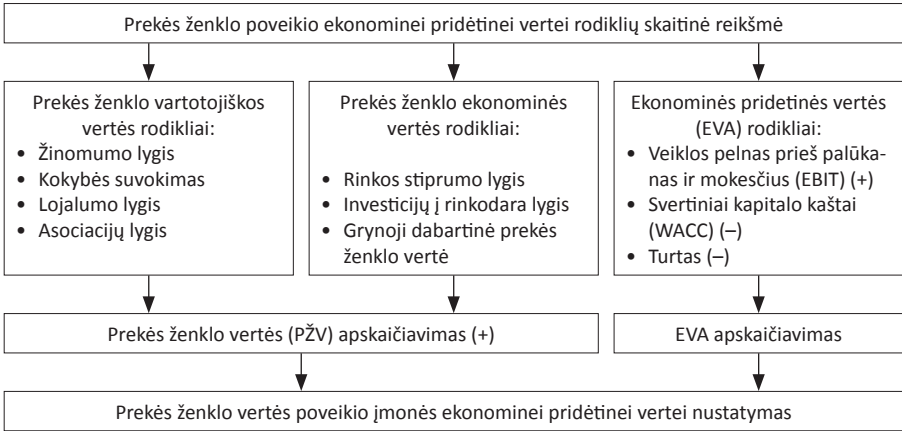 Prekės ženklo poveikio ekonominei pridėtinei vertei rodiklių skaitinė reikšmė
Prekės ženklo vartotojiškos
vertės rodikliai:
• Žinomumo lygis
• Kokybės suvokimas
• Lojalumo lygis
• Asociacijų lygis
Prekės ženklo ekonominės
vertės rodikliai:
• Rinkos stiprumo lygis
• Investicijų į rinkodara lygis
• Grynoji dabartinė prekės
ženklo vertė
Ekonominės pridetinės vertės
(EVA) rodikliai:
• Veiklos pelnas prieš palūka-
nas ir mokesčius (EBIT) (+)
• Svertiniai kapitalo kaštai
(WACC) (–)
• Turtas (–)
Prekės ženklo vertės (PŽV) apskaičiavimas (+)
EVA apskaičiavimas
Prekės ženklo vertės poveikio įmonės ekonominei pridėtinei vertei nustatymas